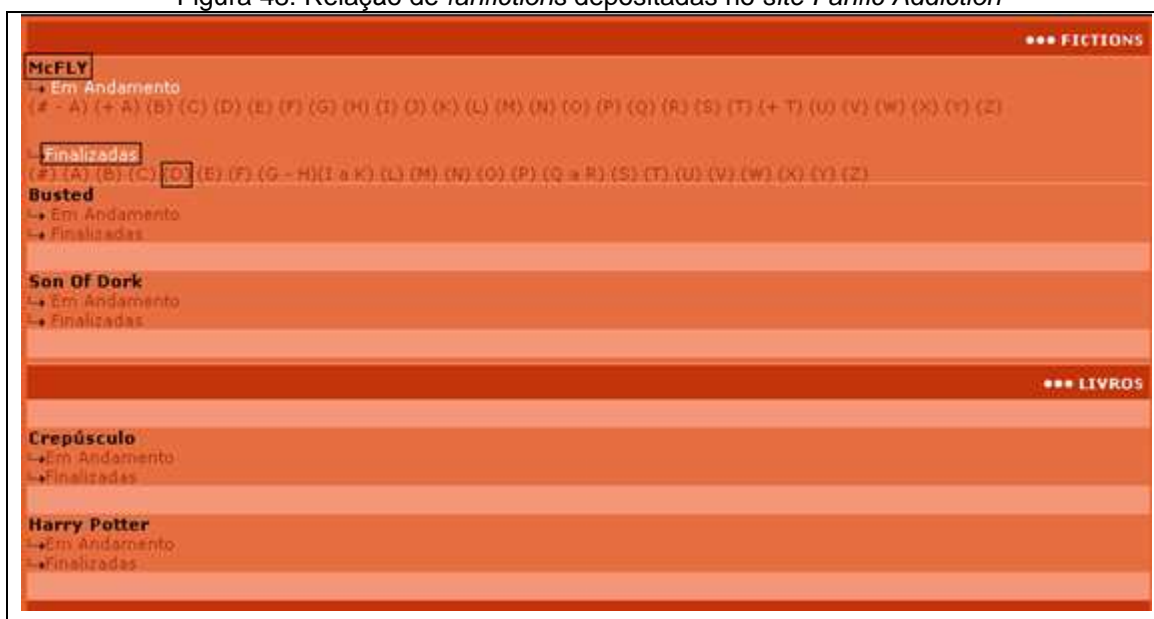 Figura 48. Relação de fanfictions depositadas no site Fanfic Addiction
••• FICTIONS
McFLY
Em Andamento
(# - A) (+ A) (B) (C) (D) (E) (F) (G) (H) (I) (J) (K) (L) (M) (N) (O) (P) (Q) (R) (S) (T) (+ T) (U) (V) (W) (X) (Y) (Z)
Finalizadas
(#) (A) (B) (C) (D) (E) (F) (G - H)(I a K) (L) (M) (N) (O) (P) (Q a R) (S) (T) (U) (V) (W) (X) (Y) (Z)
Busted
Em Andamento
Finalizadas
Son Of Dork
Em Andamento
Finalizadas
••• LIVROS
Crepúsculo
Em Andamento
Finalizadas
Harry Potter
Em Andamento
Finalizadas